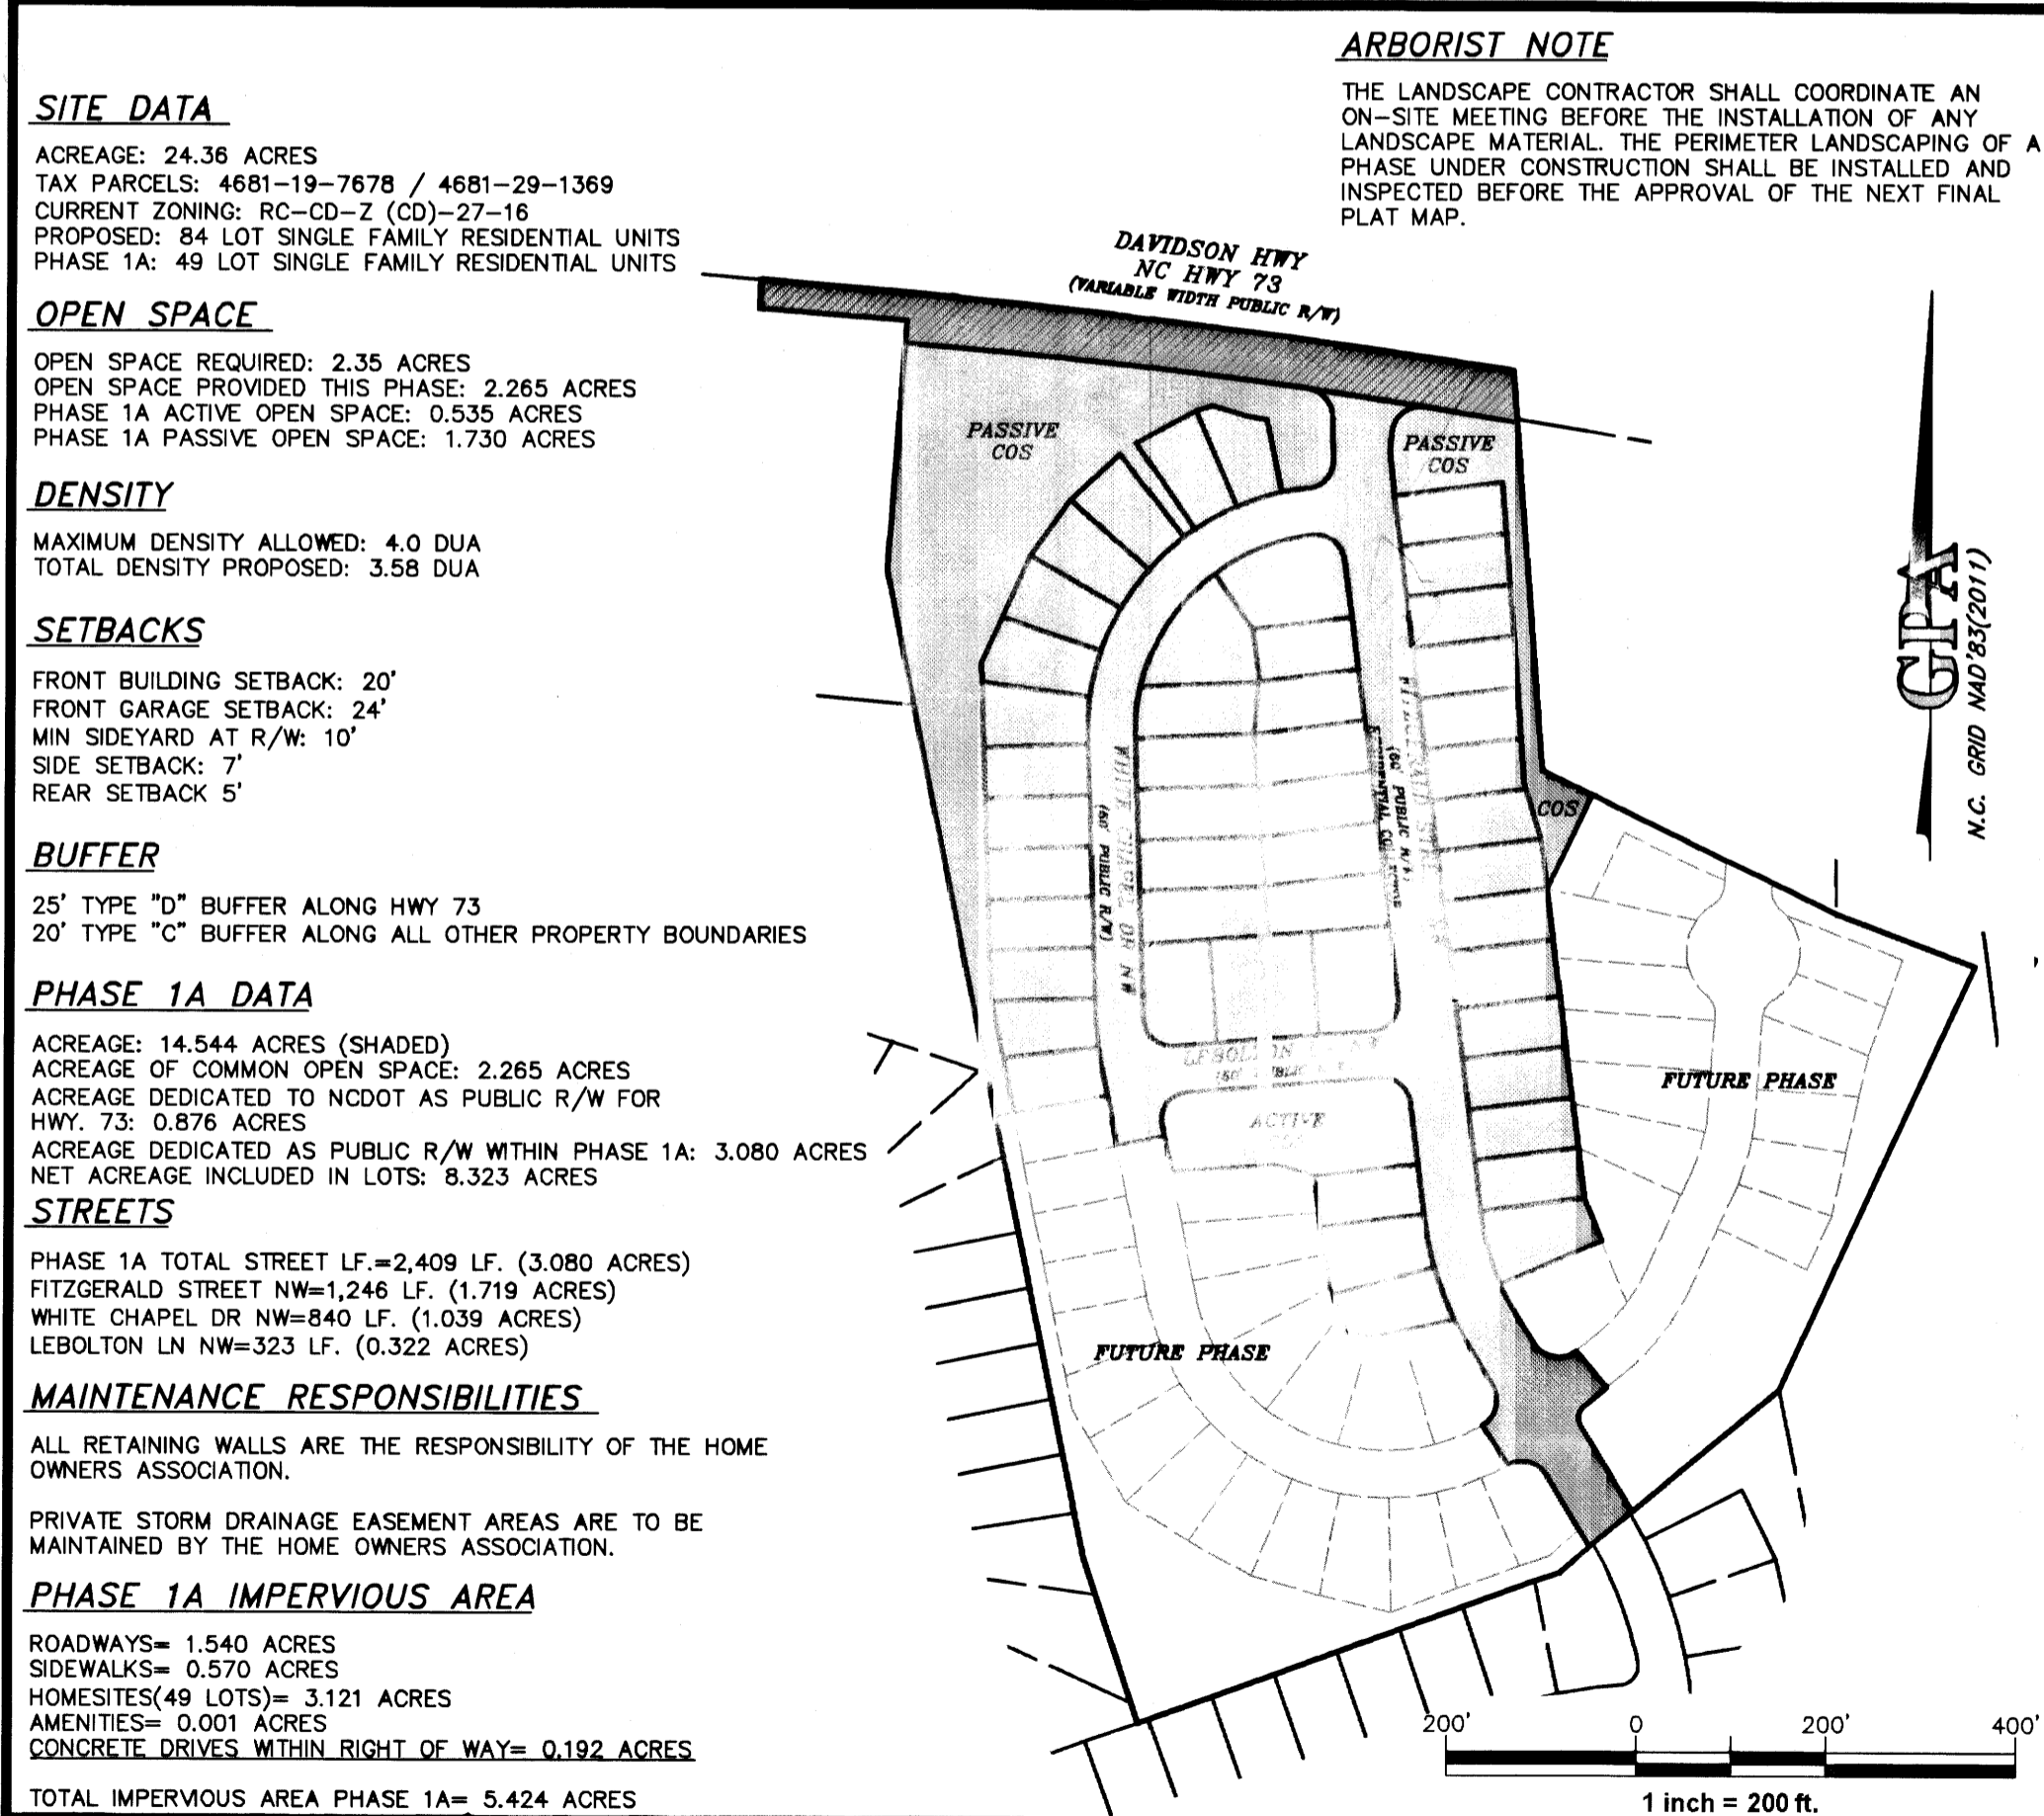 SITE DATA
ACREAGE: 24.36 ACRES
TAX PARCELS: 4681-19-7678 / 4681-29-1369
CURRENT ZONING: RC-CD-Z (CD)-27-16
PROPOSED: 84 LOT SINGLE FAMILY RESIDENTIAL UNITS
PHASE 1A: 49 LOT SINGLE FAMILY RESIDENTIAL UNITS
OPEN SPACE
OPEN SPACE REQUIRED: 2.35 ACRES
OPEN SPACE PROVIDED THIS PHASE: 2.265 ACRES
PHASE 1A ACTIVE OPEN SPACE: 0.535 ACRES
PHASE 1A PASSIVE OPEN SPACE: 1.730 ACRES
DENSITY
MAXIMUM DENSITY ALLOWED: 4.0 DUA
TOTAL DENSITY PROPOSED: 3.58 DUA
SETBACKS
FRONT BUILDING SETBACK: 20'
FRONT GARAGE SETBACK: 24'
MIN SIDEYARD AT R/W: 10'
SIDE SETBACK: 7'
REAR SETBACK 5'
BUFFER
25' TYPE "D" BUFFER ALONG HWY 73
20' TYPE "C" BUFFER ALONG ALL OTHER PROPERTY BOUNDARIES
PHASE 1A DATA
ACREAGE: 14.544 ACRES (SHADED)
ACREAGE OF COMMON OPEN SPACE: 2.265 ACRES
ACREAGE DEDICATED TO NCDOT AS PUBLIC R/W FOR
HWY. 73: 0.876 ACRES
ACREAGE DEDICATED AS PUBLIC R/W WITHIN PHASE 1A: 3.080 ACRES
NET ACREAGE INCLUDED IN LOTS: 8.323 ACRES
STREETS
PHASE 1A TOTAL STREET LF.=2,409 LF. (3.080 ACRES)
FITZGERALD STREET NW=1,246 LF. (1.719 ACRES)
WHITE CHAPEL DR NW=840 LF. (1.039 ACRES)
LEBOLTON LN NW=323 LF. (0.322 ACRES)
MAINTENANCE RESPONSIBILITIES
ALL RETAINING WALLS ARE THE RESPONSIBILITY OF THE HOME
OWNERS ASSOCIATION.
PRIVATE STORM DRAINAGE EASEMENT AREAS ARE TO BE
MAINTAINED BY THE HOME OWNERS ASSOCIATION.
PHASE 1A IMPERVIOUS AREA
ROADWAYS= 1.540 ACRES
SIDEWALKS= 0.570 ACRES
HOMESITES(49 LOTS)= 3.121 ACRES
AMENITIES= 0.001 ACRES
CONCRETE DRIVES WITHIN RIGHT OF WAY= 0.192 ACRES
TOTAL IMPERVIOUS AREA PHASE 1A= 5.424 ACRES
ARBORIST NOTE
THE LANDSCAPE CONTRACTOR SHALL COORDINATE AN
ON-SITE MEETING BEFORE THE INSTALLATION OF ANY
LANDSCAPE MATERIAL. THE PERIMETER LANDSCAPING OF A
PHASE UNDER CONSTRUCTION SHALL BE INSTALLED AND
INSPECTED BEFORE THE APPROVAL OF THE NEXT FINAL
PLAT MAP.
DAVIDSON HWY
NC HWY 73
(VARIABLE WIDTH PUBLIC R/W)
PASSIVE
COS
PASSIVE
COS
COS
WHITE CHAPEL DR NW
(60' PUBLIC R/W)
(60' PUBLIC R/W)
ACTIVE
FUTURE PHASE
FUTURE PHASE
GPA
N.C. GRID NAD'83(2011)
200'
0
200'
400'
1 inch = 200 ft.